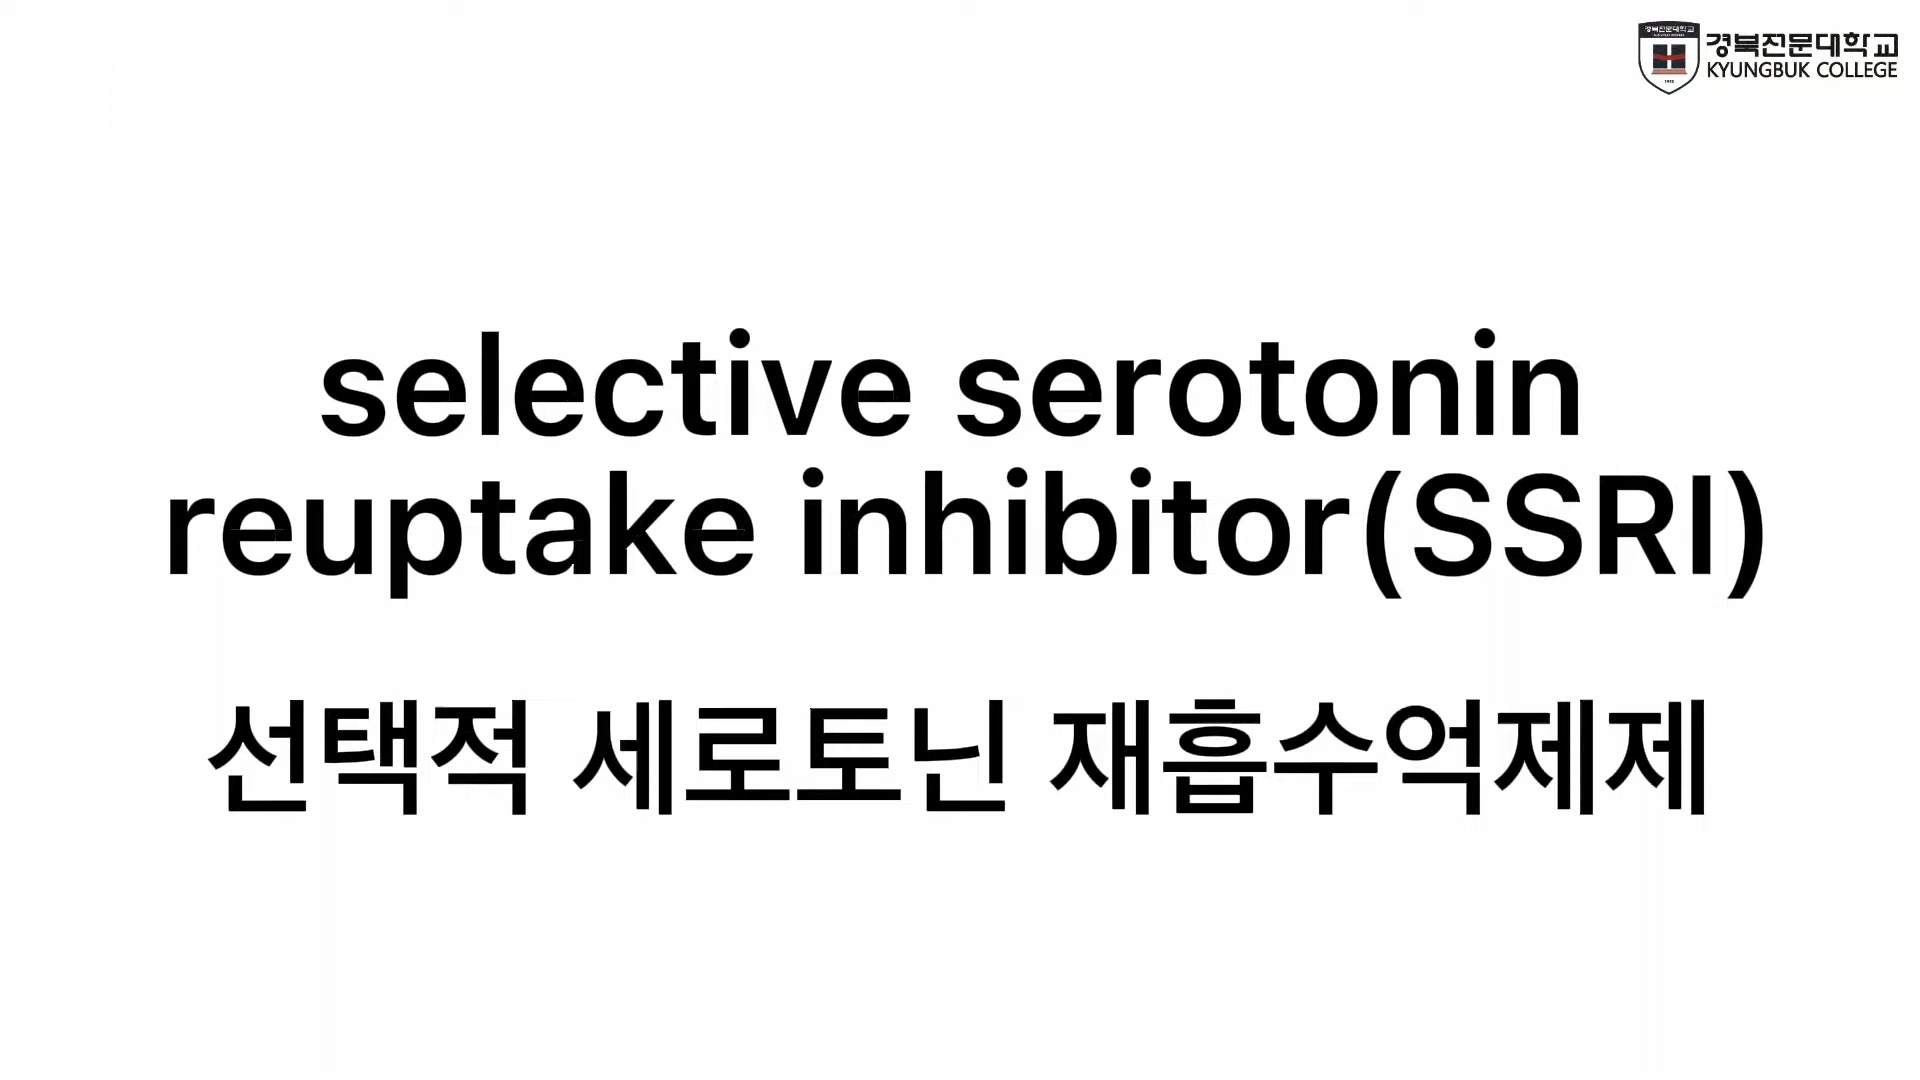 경북전문대학교
KYUNGBUK COLLEGE
selective serotonin
reuptake inhibitor(SSRI)
선택적 세로토닌 재흡수억제제